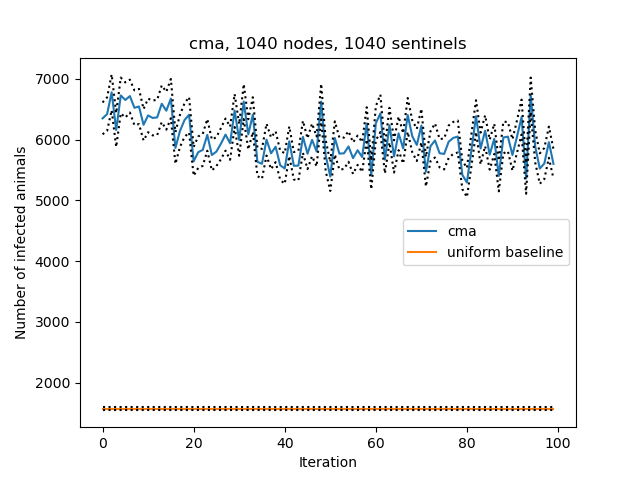 cma, 1040 nodes, 1040 sentinels
Number of infected animals
7000
6000
5000
4000
3000
2000
cma
uniform baseline
0
20
40
60
80
100
Iteration